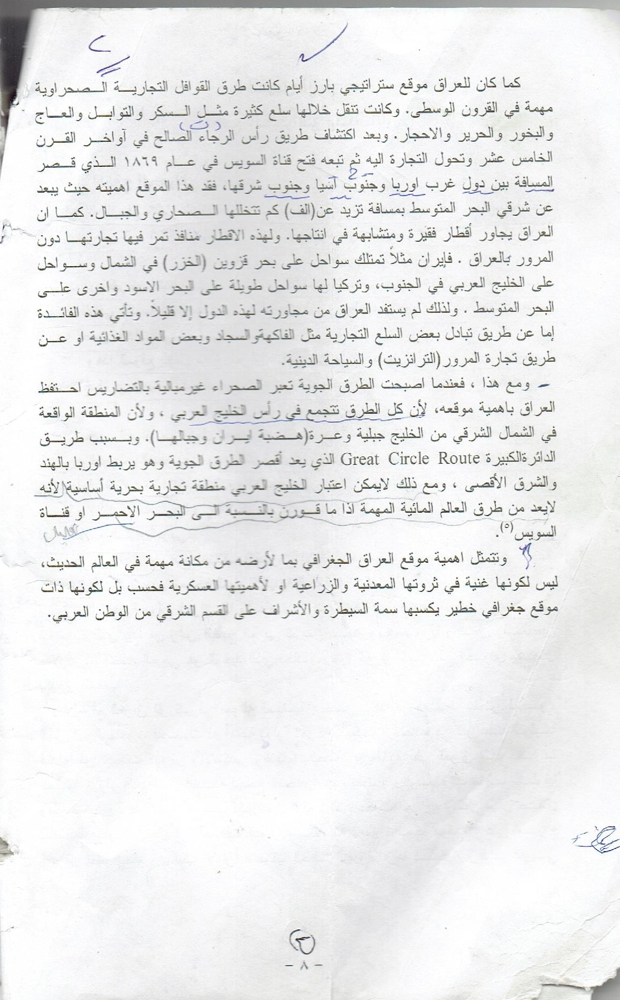 كما كان للعراق موقع ستراتيجي بارز أيام كانت طرق القوافل التجارية الصحراوية
مهمة في القرون الوسطى. وكانت تنقل خلالها سلع كثيرة مثل السكر والتوابل والعاج
والبخور والحرير والاحجار. وبعد اكتشاف طريق رأس الرجاء الصالح في آواخر القرن
الخامس عشر وتحول التجارة اليه ثم تبعه فتح قناة السويس في عام ١٨٦٩ الذي قصر
المسافة بين دول غرب اوربا وجنوب آسيا وجنوب شرقها، فقد هذا الموقع اهميته حيث يبعد
عن شرقي البحر المتوسط بمسافة تزيد عن(الف) كم تتخللها الصحاري والجبال. كما ان
العراق يجاور أقطار فقيرة ومتشابهة في انتاجها. ولهذه الاقطار منافذ تمر فيها تجارتها دون
المرور بالعراق . فإيران مثلاً تمتلك سواحل على بحر قزوين (الخزر) في الشمال وسواحل
على الخليج العربي في الجنوب، وتركيا لها سواحل طويلة على البحر الاسود واخرى على
البحر المتوسط . ولذلك لم يستفد العراق من مجاورته لهذه الدول إلا قليلاً. وتأتي هذه الفائدة
إما عن طريق تبادل بعض السلع التجارية مثل الفاكهةوالسجاد وبعض المواد الغذائية او عن
طريق تجارة المرور(الترانزيت) والسياحة الدينية.
ومع هذا ، فعندما اصبحت الطرق الجوية تعبر الصحراء غيرمبالية بالتضاريس احتفظ
العراق باهمية موقعه، لأن كل الطرق تتجمع في رأس الخليج العربي ، ولأن المنطقة الواقعة
في الشمال الشرقي من الخليج جبلية وعرة(هضبة ايران وجبالها). وبسبب طريق
الدائرةالكبيرة Great Circle Route الذي يعد أقصر الطرق الجوية وهو يربط اوربا بالهند
والشرق الأقصى ، ومع ذلك لايمكن اعتبار الخليج العربي منطقة تجارية بحرية أساسية لأنه
لايعد من طرق العالم المائية المهمة اذا ما قورن بالنسبة الى البحر الاحمر او قناة
السويس(٥).
وتتمثل اهمية موقع العراق الجغرافي بما لأرضه من مكانة مهمة في العالم الحديث،
ليس لكونها غنية في ثروتها المعدنية والزراعية او لأهميتها العسكرية فحسب بل لكونها ذات
موقع جغرافي خطير يكسبها سمة السيطرة والأشراف على القسم الشرقي من الوطن العربي.
- ٨ -